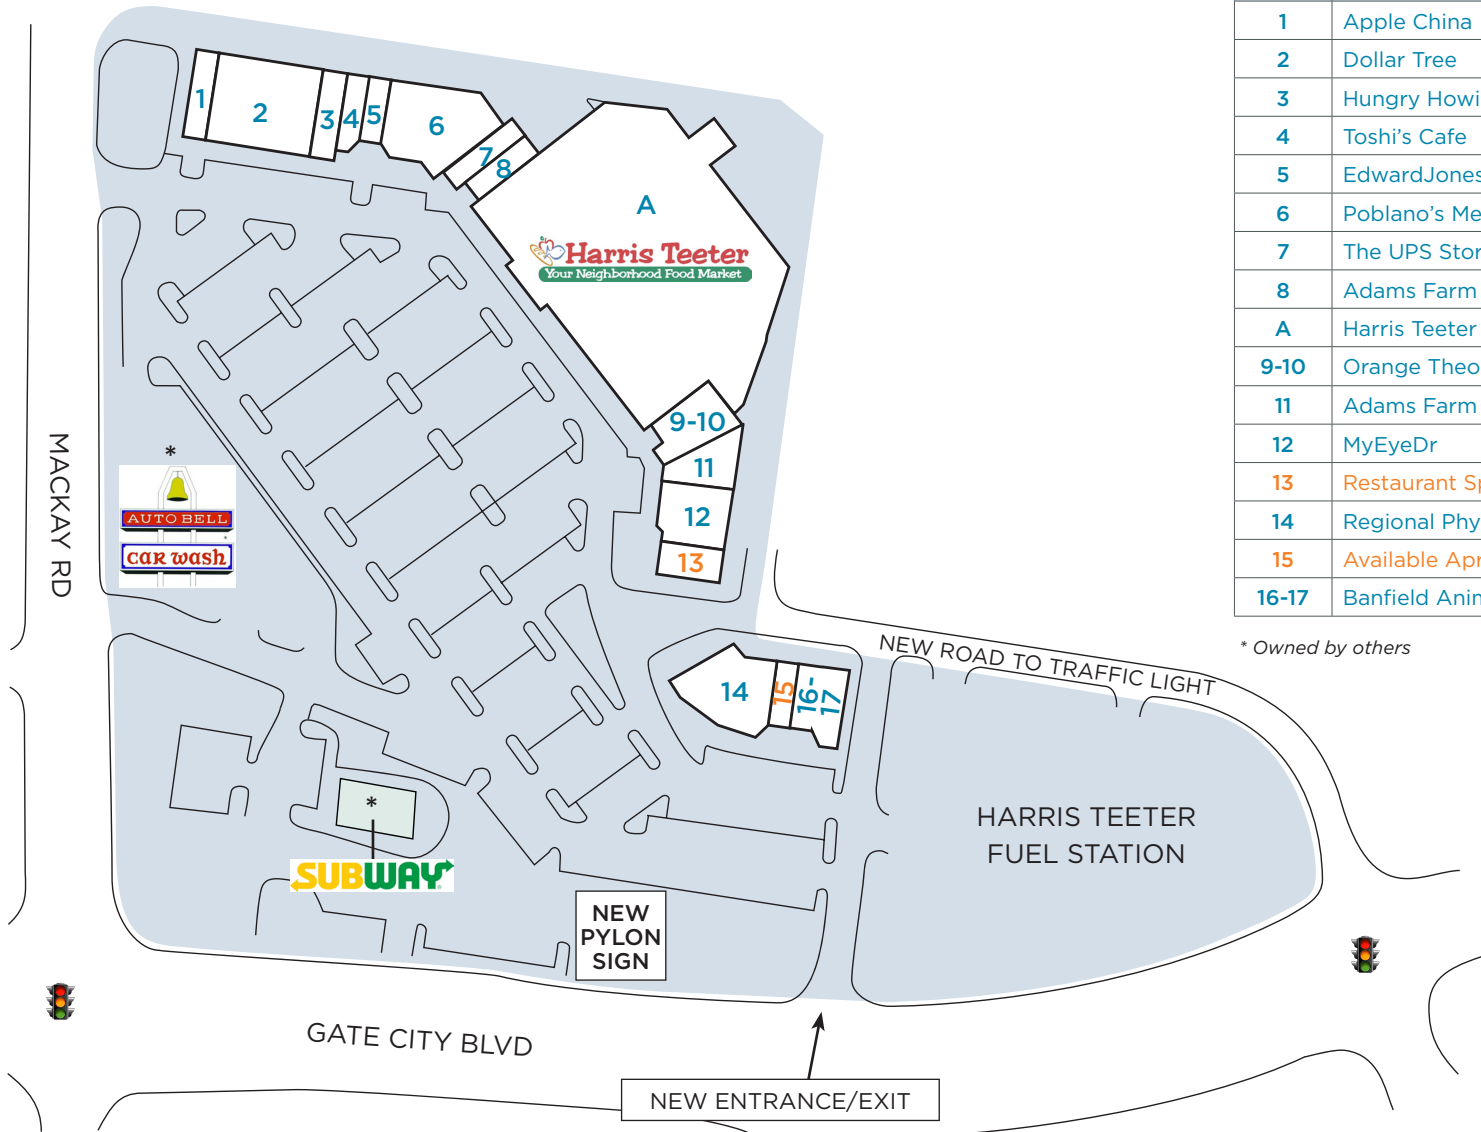 1 Apple China
2 Dollar Tree
3 Hungry Howi
4 Toshi's Cafe
5 EdwardJones
6 Poblano's Me
7 The UPS Stor
8 Adams Farm
A Harris Teeter
9-10 Orange Theo
11 Adams Farm
12 MyEyeDr
13 Restaurant Sp
14 Regional Phy
15 Available Apr
16-17 Banfield Anim
* Owned by others
1
2
3
4
5
6
7
8
A
Harris Teeter
Your Neighborhood Food Market
9-10
11
12
13
MACKAY RD
*
AUTO BELL
car wash
NEW ROAD TO TRAFFIC LIGHT
14
15
16-
17
*
SUBWAY
HARRIS TEETER
FUEL STATION
NEW
PYLON
SIGN
GATE CITY BLVD
NEW ENTRANCE/EXIT